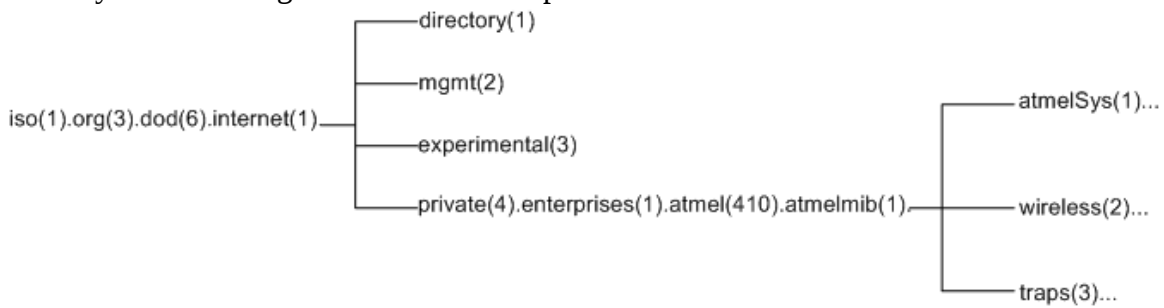 directory(1)
mgmt(2)
atmelSys(1)...
iso(1).org(3).dod(6).internet(1)
experimental(3)
private(4).enterprises(1).atmel(410).atmelmib(1).
wireless(2)...
traps(3)...